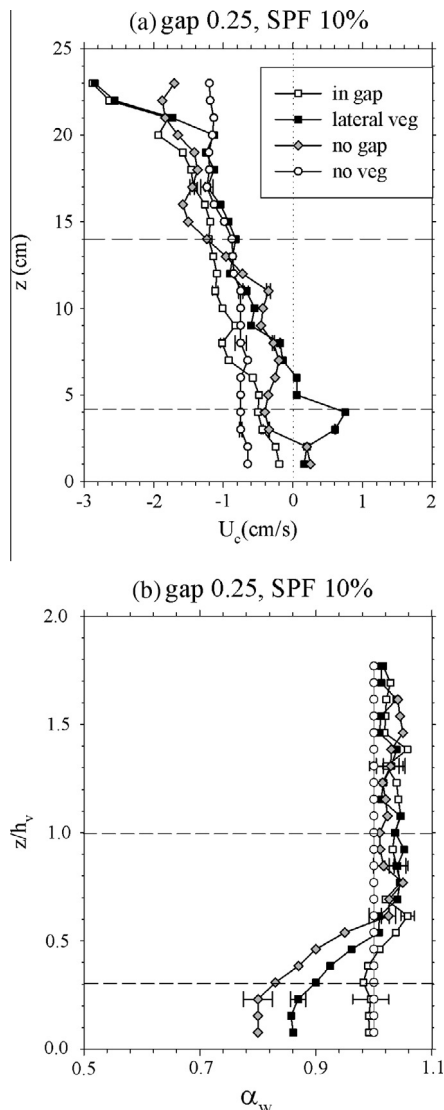 (a) gap 0.25, SPF 10%
25
20
15
10
5
0
z (cm)
in gap
lateral veg
no gap
no veg
-3 -2 -1 0 1 2
U_c(cm/s)
(b) gap 0.25, SPF 10%
2.0
1.5
1.0
0.5
0.0
z/h_v
0.5 0.7 0.9 1.1
α_w